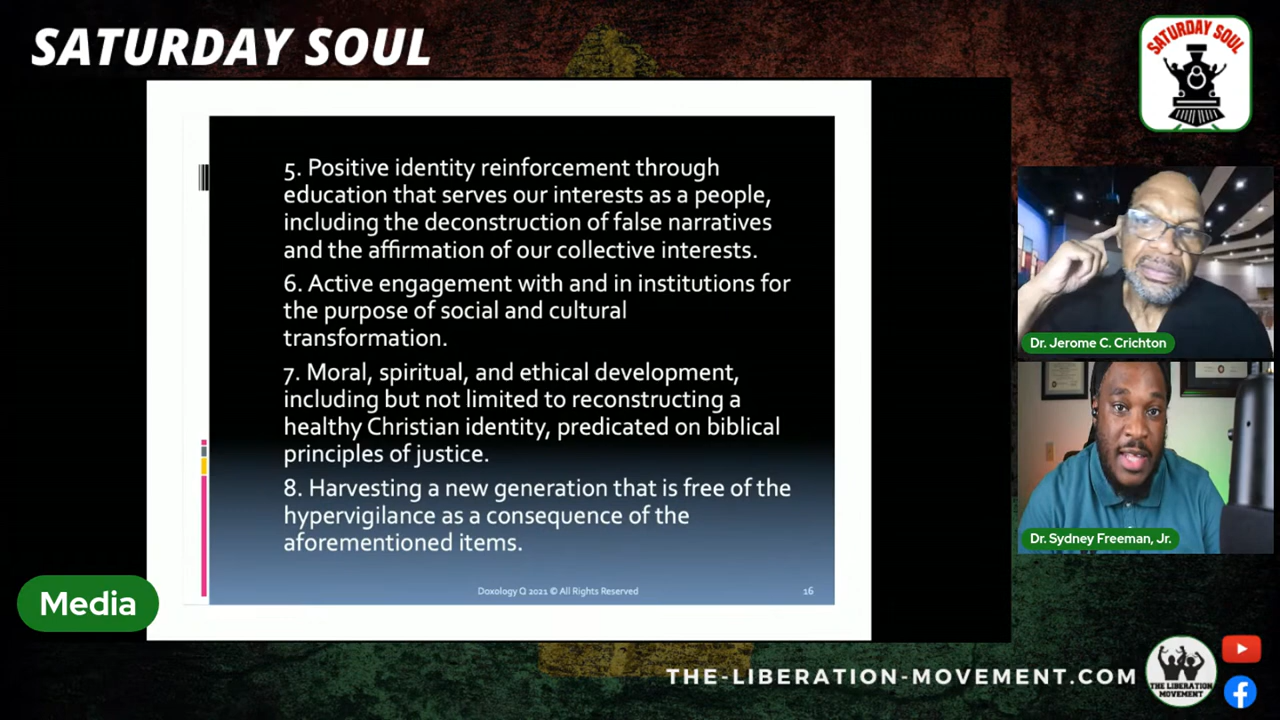 SATURDAY SOUL
SATURDAY SOUL
5. Positive identity reinforcement through
education that serves our interests as a people,
including the deconstruction of false narratives
and the affirmation of our collective interests.
6. Active engagement with and in institutions for
the purpose of social and cultural
transformation.
7. Moral, spiritual, and ethical development,
including but not limited to reconstructing a
healthy Christian identity, predicated on biblical
principles of justice.
8. Harvesting a new generation that is free of the
hypervigilance as a consequence of the
aforementioned items.
Doxology Q 2021 © All Rights Reserved
16
Dr. Jerome C. Crichton
Dr. Sydney Freeman, Jr.
Media
THE-LIBERATION-MOVEMENT.COM
THE LIBERATION
MOVEMENT